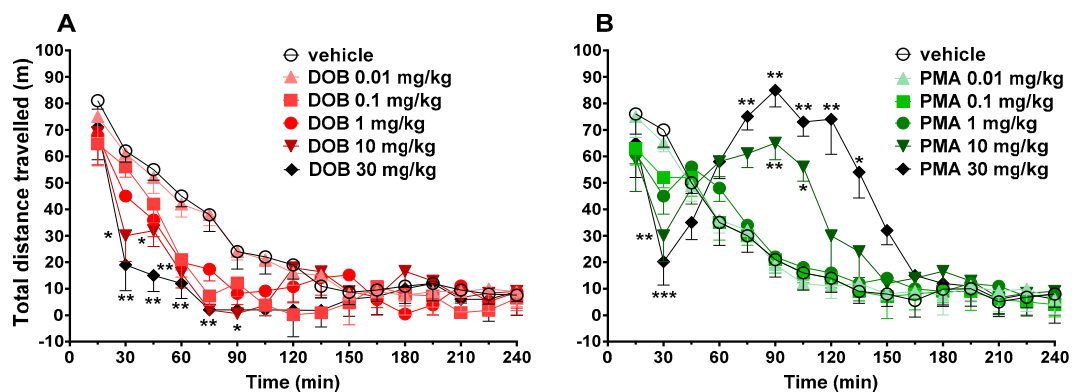 A
Total distance travelled (m)
100
90
80
70
60
50
40
30
20
10
0
-10
vehicle
DOB 0.01 mg/kg
DOB 0.1 mg/kg
DOB 1 mg/kg
DOB 10 mg/kg
DOB 30 mg/kg
*
*
**
**
**
**
**
*
0 30 60 90 120 150 180 210 240
Time (min)
B
100
90
80
70
60
50
40
30
20
10
0
-10
vehicle
PMA 0.01 mg/kg
PMA 0.1 mg/kg
PMA 1 mg/kg
PMA 10 mg/kg
PMA 30 mg/kg
**
** ** **
*
**
*
**
***
0 30 60 90 120 150 180 210 240
Time (min)